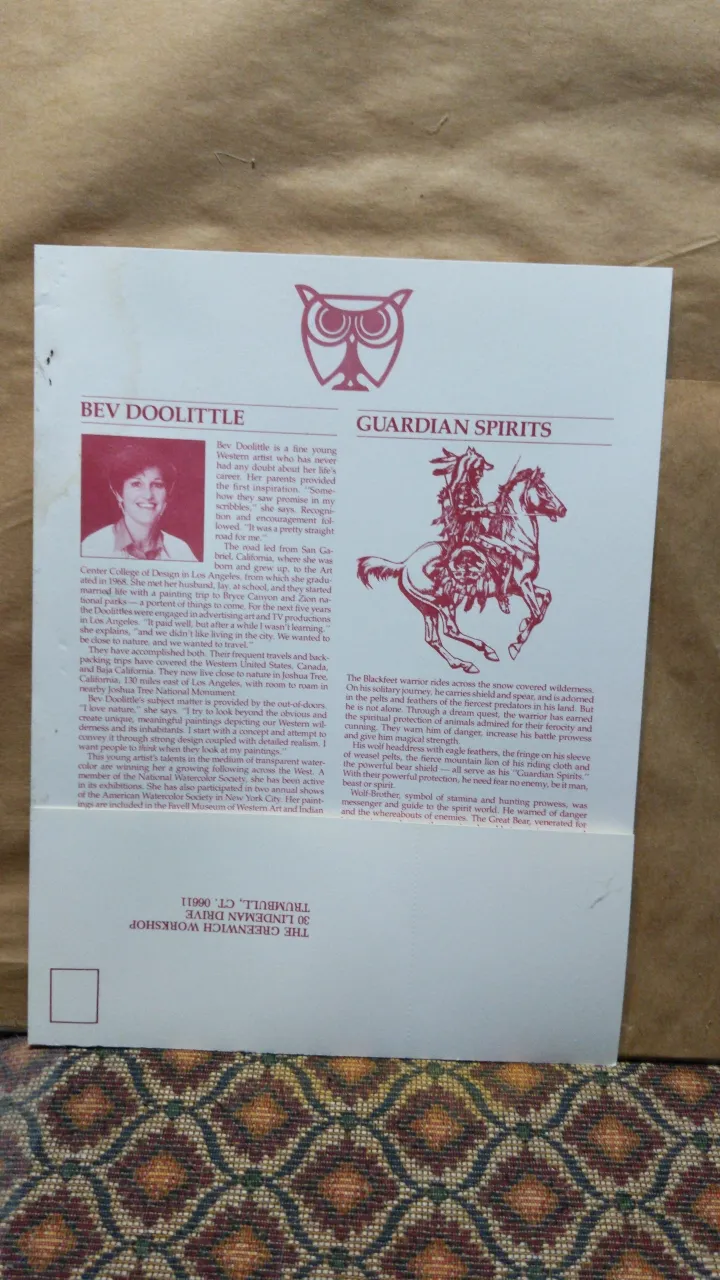 BEV DOOLITTLE
Bev Doolittle is a fine young
Western artist who has never
had any doubt about her life's
career. Her parents provided
the first inspiration. "Some-
how they saw promise in my
scribbles," she says. Recogni-
tion and encouragement fol-
lowed. "It was a pretty straight
road for me."
The road led from San Ga-
briel, California, where she was
born and grew up, to the Art
Center College of Design in Los Angeles, from which she gradu-
ated in 1968. She met her husband, Jay, at school, and they started
married life with a painting trip to Bryce Canyon and Zion na-
tional parks — a portent of things to come. For the next five years
the Doolittles were engaged in advertising art and TV productions
in Los Angeles. "It paid well, but after a while I wasn't learning,"
she explains, "and we didn't like living in the city. We wanted to
be close to nature, and we wanted to travel."
They have accomplished both. Their frequent travels and back-
packing trips have covered the Western United States, Canada,
and Baja California. They now live close to nature in Joshua Tree,
California, 130 miles east of Los Angeles, with room to roam in
nearby Joshua Tree National Monument.
Bev Doolittle's subject matter is provided by the out-of-doors.
"I love nature," she says. "I try to look beyond the obvious and
create unique, meaningful paintings depicting our Western wil-
derness and its inhabitants. I start with a concept and attempt to
convey it through strong design coupled with detailed realism. I
want people to think when they look at my paintings."
This young artist's talents in the medium of transparent water-
color are winning her a growing following across the West. A
member of the National Watercolor Society, she has been active
in its exhibitions. She has also participated in two annual shows
of the American Watercolor Society in New York City. Her paint-
ings are included in the Favell Museum of Western Art and Indian
GUARDIAN SPIRITS
The Blackfeet warrior rides across the snow covered wilderness.
On his solitary journey, he carries shield and spear, and is adorned
in the pelts and feathers of the fiercest predators in his land. But
he is not alone. Through a dream quest, the warrior has earned
the spiritual protection of animals admired for their ferocity and
cunning. They warn him of danger, increase his battle prowess
and give him magical strength.
His wolf headdress with eagle feathers, the fringe on his sleeve
of weasel pelts, the fierce mountain lion of his riding cloth and
the powerful bear shield — all serve as his "Guardian Spirits."
With their powerful protection, he need fear no enemy, be it man,
beast or spirit.
Wolf-Brother, symbol of stamina and hunting prowess, was
messenger and guide to the spirit world. He warned of danger
and the whereabouts of enemies. The Great Bear, venerated for
THE GREENWICH WORKSHOP
30 LINDEMAN DRIVE
TRUMBULL, CT. 06611